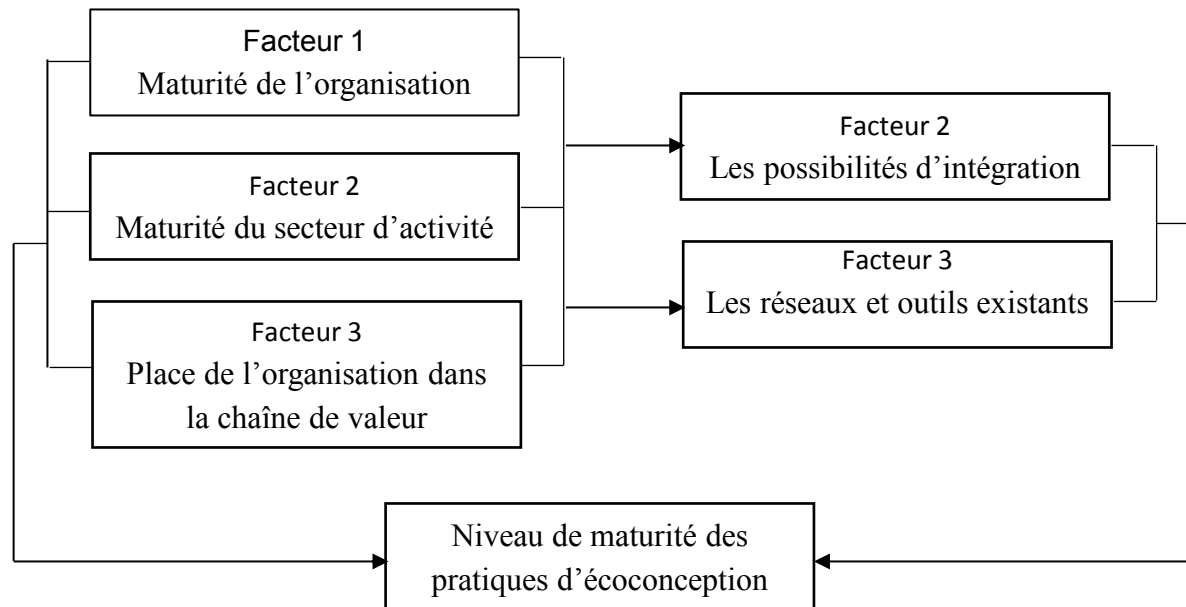 Facteur 1
Maturité de l’organisation
Facteur 2
Maturité du secteur d’activité
Facteur 3
Place de l’organisation dans
la chaîne de valeur
Facteur 2
Les possibilités d’intégration
Facteur 3
Les réseaux et outils existants
Niveau de maturité des
pratiques d’écoconception